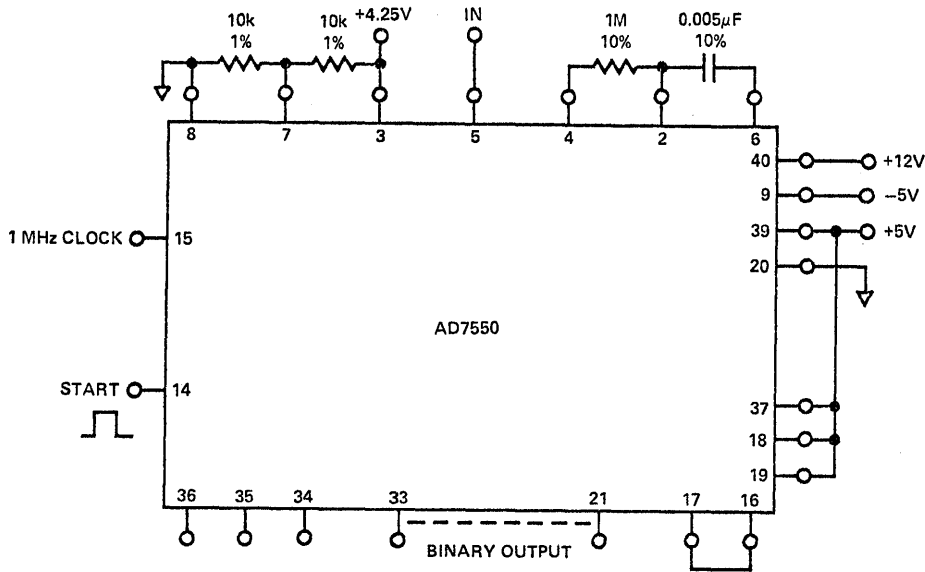 10k 10k +4.25V IN 1M 0.005μF
1% 1% 10% 10%
8 7 3 5 4 2 6
40 +12V
9 −5V
1 MHz CLOCK 15 39 +5V
20
AD7550
START 14
37
18
19
36 35 34 33 21 17 16
BINARY OUTPUT